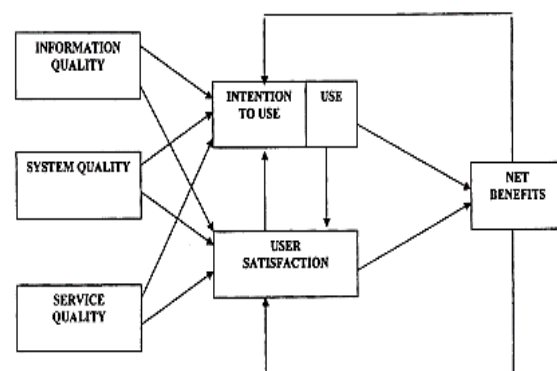 INFORMATION
QUALITY
SYSTEM QUALITY
SERVICE
QUALITY
INTENTION
TO USE
USE
USER
SATISFACTION
NET
BENEFITS